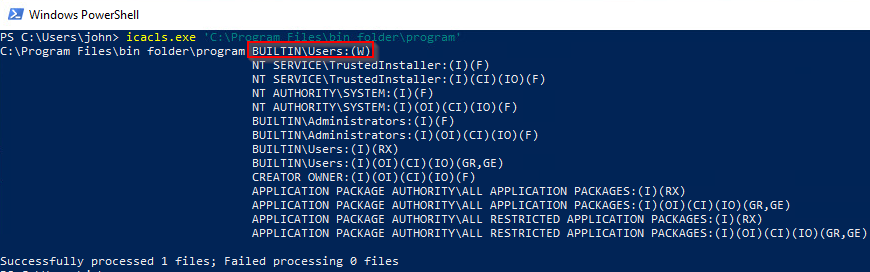 Windows PowerShell
PS C:\Users\john> icacls.exe 'C:\Program Files\bin folder\program'
C:\Program Files\bin folder\program BUILTIN\Users:(W)
NT SERVICE\TrustedInstaller:(I)(F)
NT SERVICE\TrustedInstaller:(I)(CI)(IO)(F)
NT AUTHORITY\SYSTEM:(I)(F)
NT AUTHORITY\SYSTEM:(I)(OI)(CI)(IO)(F)
BUILTIN\Administrators:(I)(F)
BUILTIN\Administrators:(I)(OI)(CI)(IO)(F)
BUILTIN\Users:(I)(RX)
BUILTIN\Users:(I)(OI)(CI)(IO)(GR,GE)
CREATOR OWNER:(I)(OI)(CI)(IO)(F)
APPLICATION PACKAGE AUTHORITY\ALL APPLICATION PACKAGES:(I)(RX)
APPLICATION PACKAGE AUTHORITY\ALL APPLICATION PACKAGES:(I)(OI)(CI)(IO)(GR,GE)
APPLICATION PACKAGE AUTHORITY\ALL RESTRICTED APPLICATION PACKAGES:(I)(RX)
APPLICATION PACKAGE AUTHORITY\ALL RESTRICTED APPLICATION PACKAGES:(I)(OI)(CI)(IO)(GR,GE)
Successfully processed 1 files; Failed processing 0 files